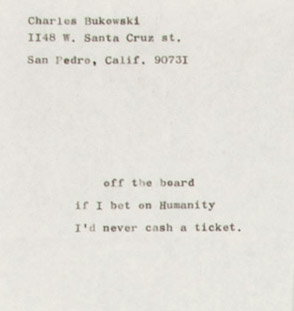 Charles Bukowski
II48 W. Santa Cruz st.
San Pedro, Calif. 9073I
off the board
if I bet on Humanity
I'd never cash a ticket.